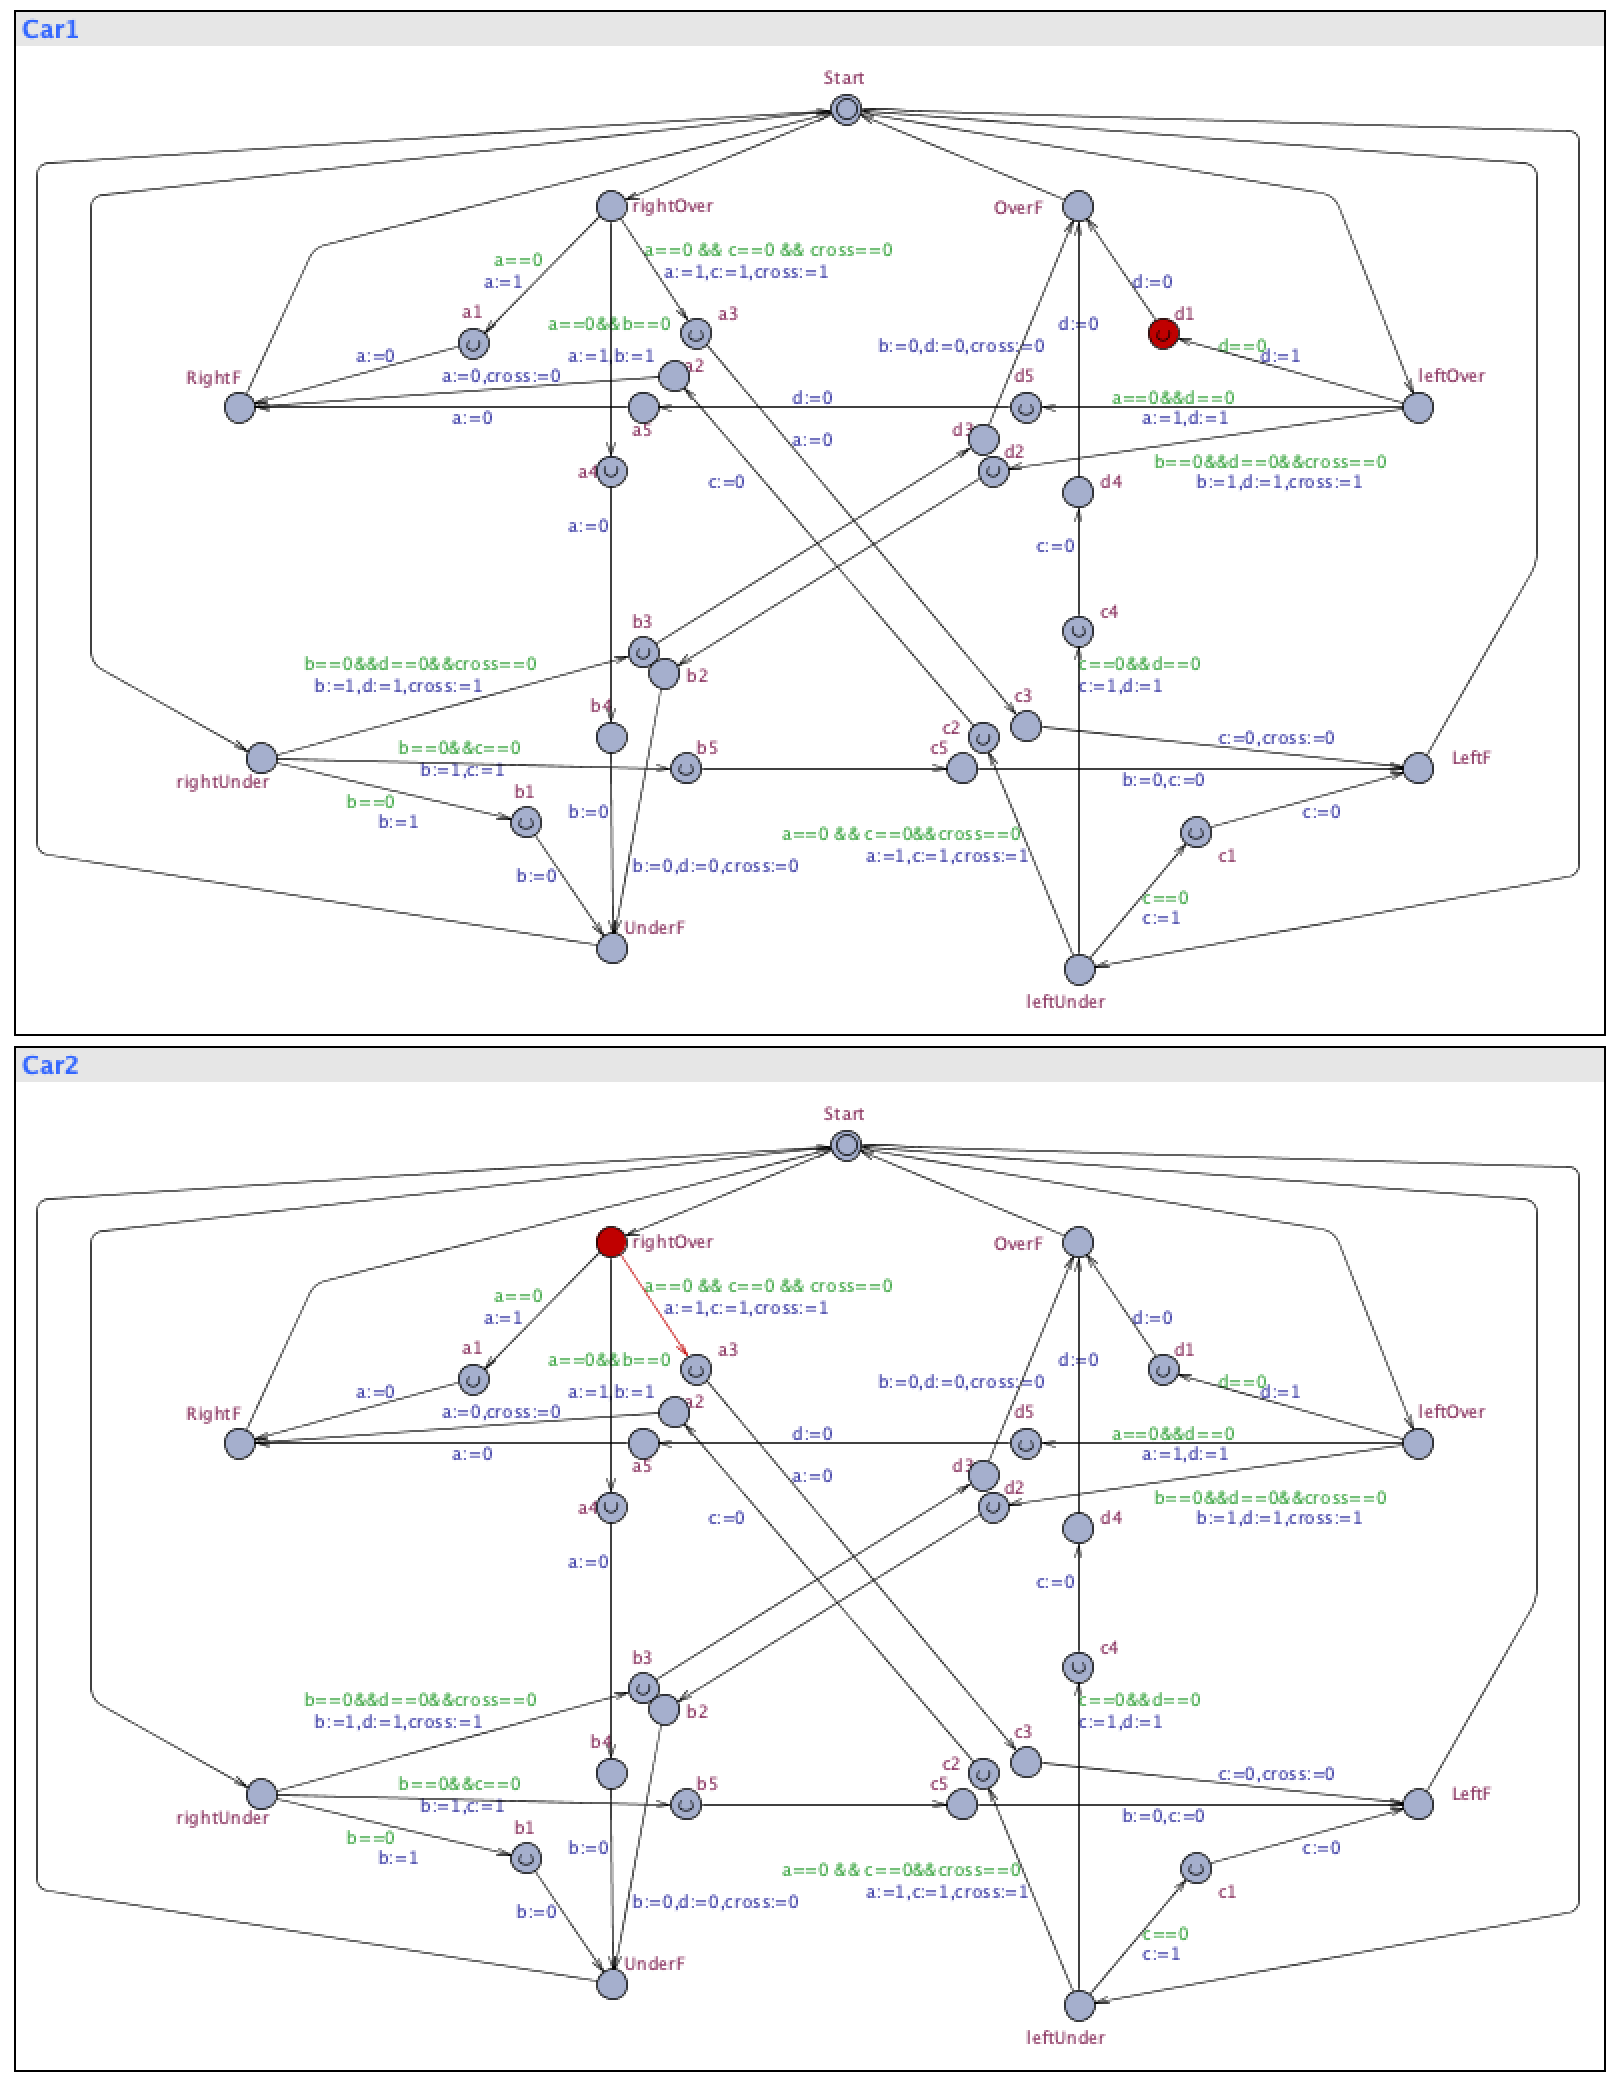 Car1
Start
rightOver
OverF
a==0 && c==0 && cross==0
a==0
a:=1,c:=1,cross:=1
a:=1
d:=0
a1
a3
d1
a==0&&b==0
d:=0
b:=0,d:=0,cross:=0
d==0
a:=0
a:=1,b:=1
d:=1
a2
RightF
a:=0,cross:=0
d5
leftOver
d:=0
a==0&&d==0
a:=0
a:=1,d:=1
a5
d3
a:=0
d2
b==0&&d==0&&cross==0
a4
c:=0
d4
b:=1,d:=1,cross:=1
a:=0
c:=0
c4
b3
b==0&&d==0&&cross==0
c==0&&d==0
b2
b:=1,d:=1,cross:=1
c:=1,d:=1
c3
b4
c2
c:=0,cross:=0
b==0&&c==0
b5
c5
LeftF
b:=1,c:=1
rightUnder
b:=0,c:=0
b1
b==0
b:=0
c:=0
b:=1
a==0 && c==0&&cross==0
a:=1,c:=1,cross:=1
c1
b:=0,d:=0,cross:=0
b:=0
c==0
c:=1
UnderF
leftUnder
Car2
Start
rightOver
OverF
a==0 && c==0 && cross==0
a==0
a:=1,c:=1,cross:=1
a:=1
d:=0
a1
a3
d1
a==0&&b==0
d:=0
b:=0,d:=0,cross:=0
d==0
a:=0
a:=1,b:=1
d:=1
a2
RightF
a:=0,cross:=0
d5
leftOver
d:=0
a==0&&d==0
a:=0
a:=1,d:=1
a5
d3
a:=0
d2
b==0&&d==0&&cross==0
a4
c:=0
d4
b:=1,d:=1,cross:=1
a:=0
c:=0
c4
b3
b==0&&d==0&&cross==0
c==0&&d==0
b2
b:=1,d:=1,cross:=1
c:=1,d:=1
c3
b4
c2
c:=0,cross:=0
b==0&&c==0
b5
c5
LeftF
b:=1,c:=1
rightUnder
b:=0,c:=0
b1
b==0
b:=0
c:=0
b:=1
a==0 && c==0&&cross==0
a:=1,c:=1,cross:=1
c1
b:=0,d:=0,cross:=0
b:=0
c==0
c:=1
UnderF
leftUnder